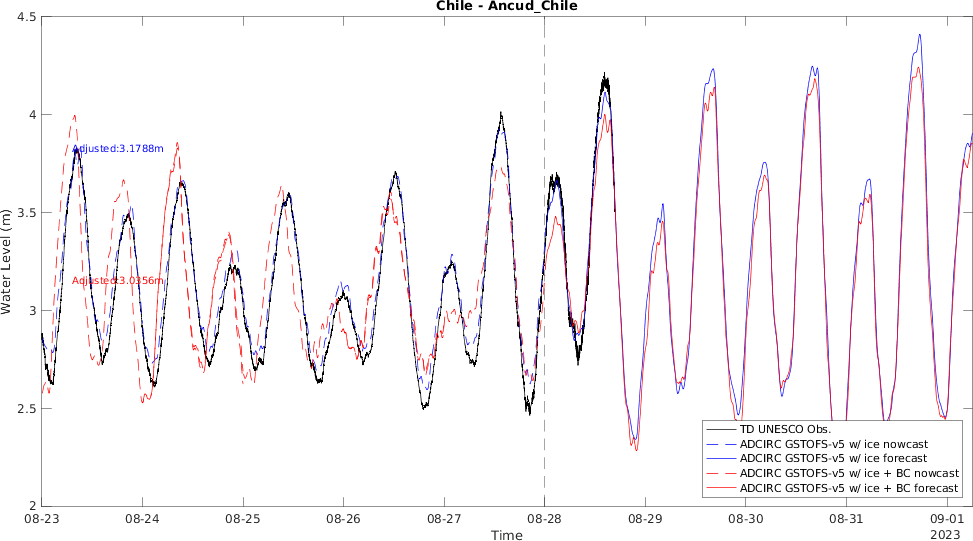 Chile - Ancud_Chile
4.5
4
3.5
3
2.5
2
Water Level (m)
Adjusted:3.1788m
Adjusted:3.0356m
TD UNESCO Obs.
ADCIRC GSTOFS-v5 w/ ice nowcast
ADCIRC GSTOFS-v5 w/ ice forecast
ADCIRC GSTOFS-v5 w/ ice + BC nowcast
ADCIRC GSTOFS-v5 w/ ice + BC forecast
08-23 08-24 08-25 08-26 08-27 08-28 08-29 08-30 08-31 09-01
2023
Time